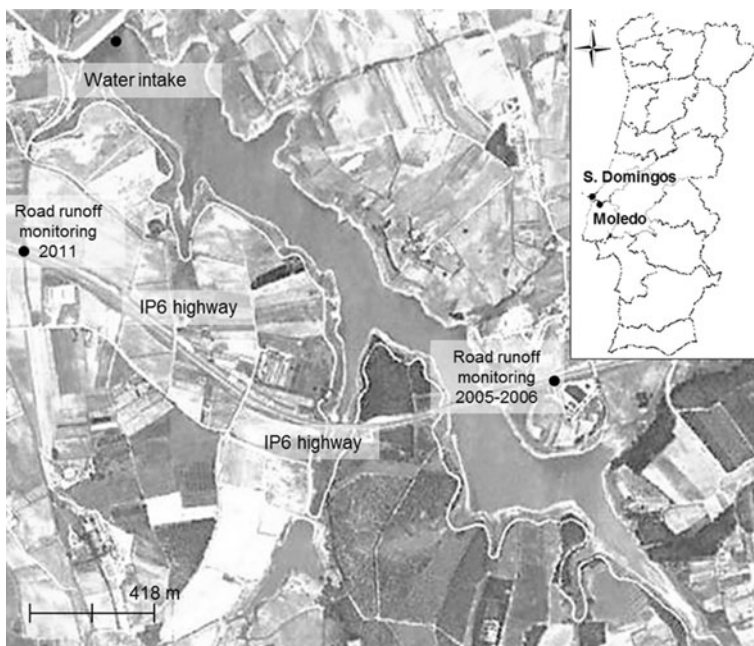 Water intake
N
S. Domingos
Moledo
Road runoff
monitoring
2011
IP6 highway
Road runoff
monitoring
2005-2006
IP6 highway
418 m